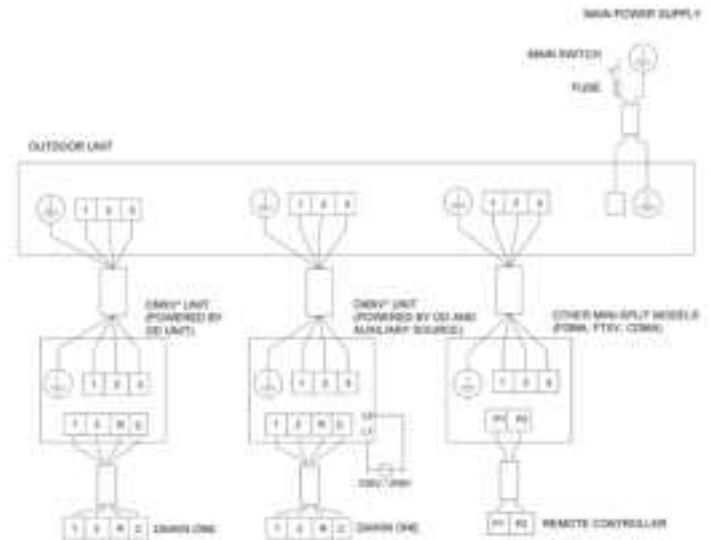 MAIN POWER SUPPLY
MAIN SWITCH
FUSE
OUTDOOR UNIT
1 2 3
1 2 3
1 2 3
UNIT
(POWERED BY
OD UNIT)
UNIT
(POWERED BY OD AND
AUXILIARY SOURCE)
OTHER MINI-SPLIT MODELS
1 2 3
1 2 3
1 2 3
1 2 R C
1 2 R C
P1 P2
1 2 R C
DAIKIN ONE
1 2 R C
DAIKIN ONE
P1 P2
REMOTE CONTROLLER